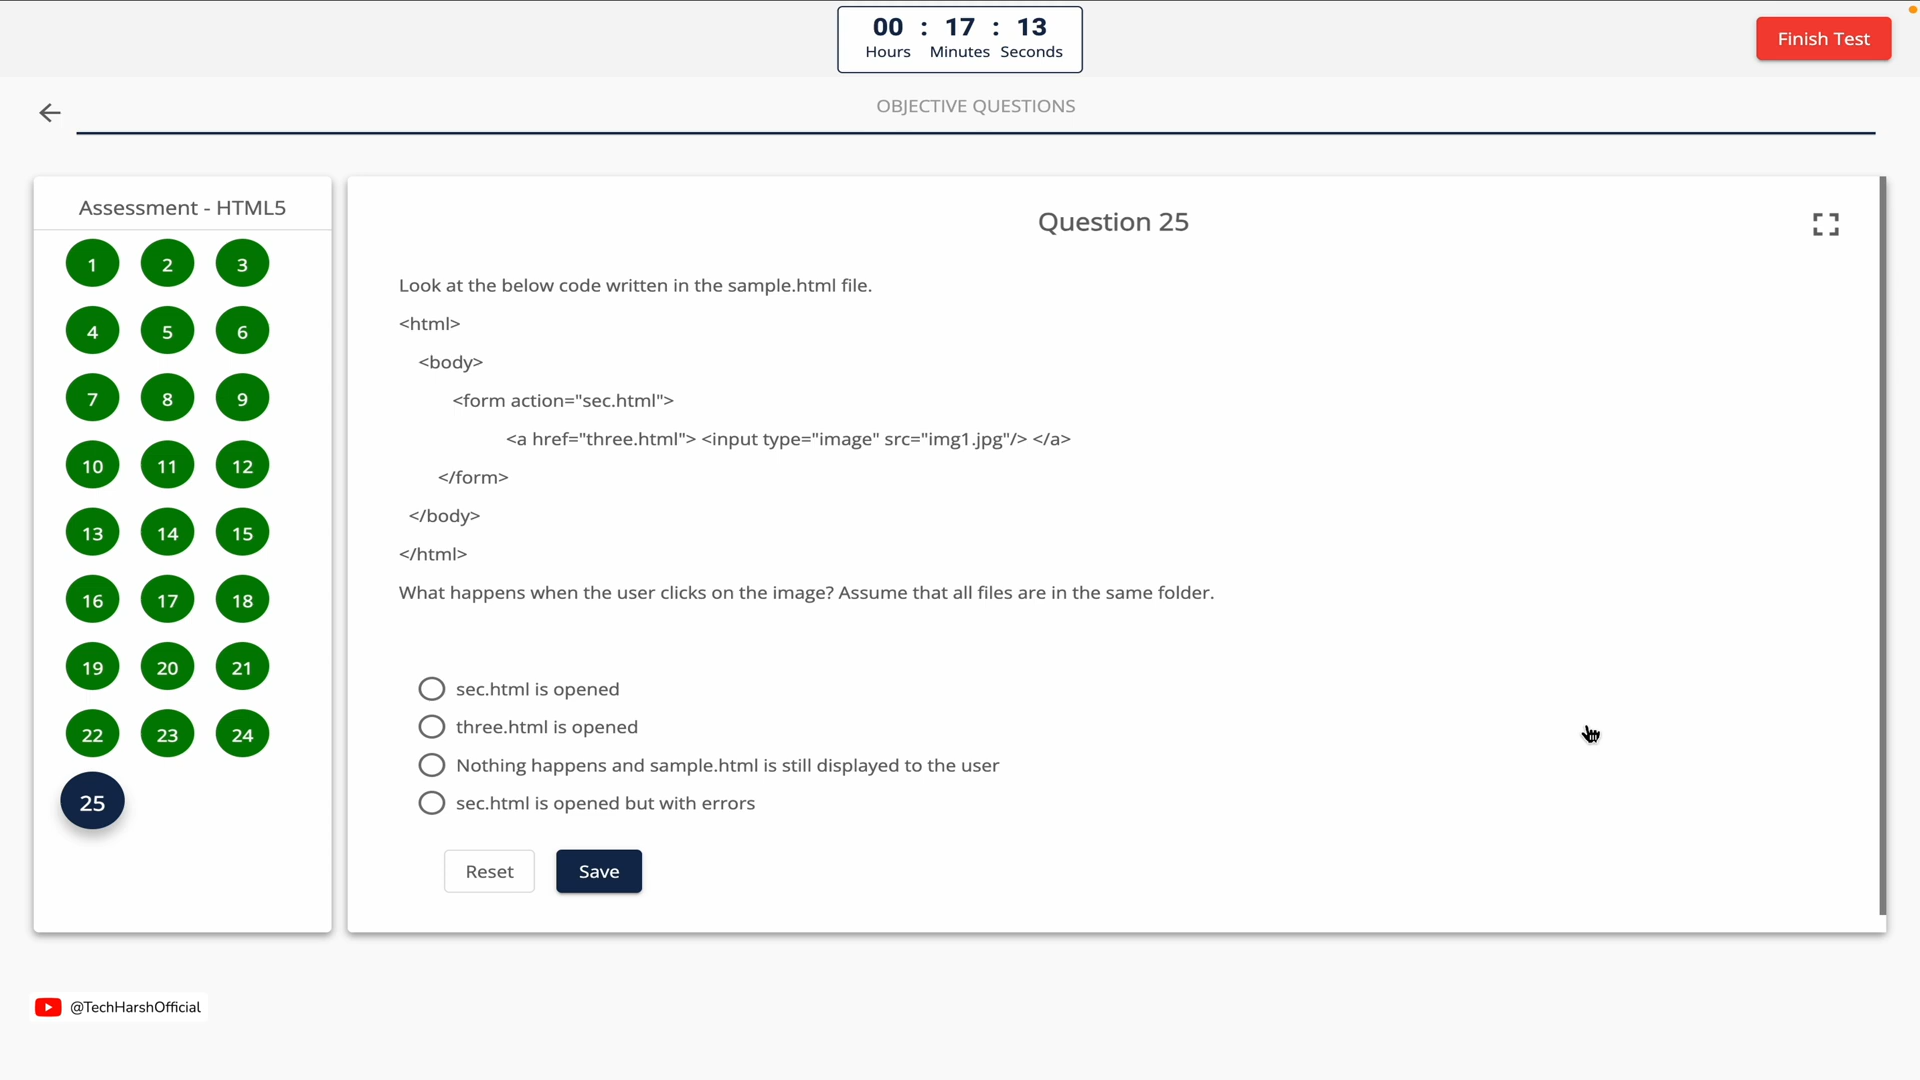 00 : 17 : 13
Hours Minutes Seconds
Finish Test
OBJECTIVE QUESTIONS
Assessment - HTML5
1 2 3
4 5 6
7 8 9
10 11 12
13 14 15
16 17 18
19 20 21
22 23 24
25
Question 25
Look at the below code written in the sample.html file.
<html>
<body>
<form action="sec.html">
<a href="three.html"> <input type="image" src="img1.jpg"/> </a>
</form>
</body>
</html>
What happens when the user clicks on the image? Assume that all files are in the same folder.
sec.html is opened
three.html is opened
Nothing happens and sample.html is still displayed to the user
sec.html is opened but with errors
Reset Save
@TechHarshOfficial